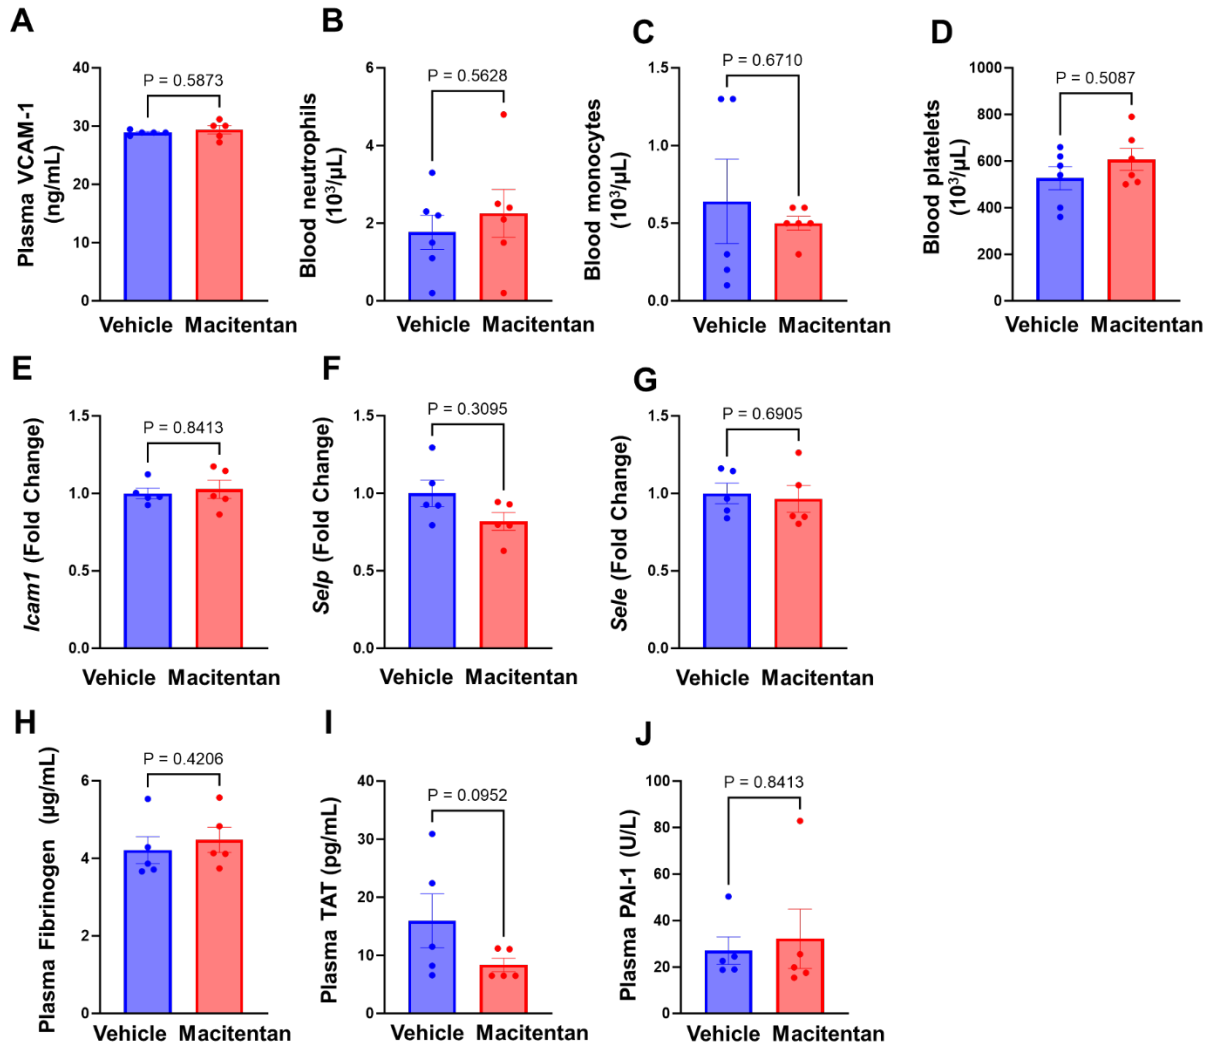 A
Plasma VCAM-1
(ng/mL)
40
30
20
10
0
P = 0.5873
Vehicle Macitentan
B
Blood neutrophils
(10³/µL)
6
4
2
0
P = 0.5628
Vehicle Macitentan
C
Blood monocytes
(10³/µL)
1.5
1.0
0.5
0.0
P = 0.6710
Vehicle Macitentan
D
Blood platelets
(10³/µL)
1000
800
600
400
200
0
P = 0.5087
Vehicle Macitentan
E
Icam1 (Fold Change)
1.5
1.0
0.5
0.0
P = 0.8413
Vehicle Macitentan
F
Selp (Fold Change)
1.5
1.0
0.5
0.0
P = 0.3095
Vehicle Macitentan
G
Sele (Fold Change)
1.5
1.0
0.5
0.0
P = 0.6905
Vehicle Macitentan
H
Plasma Fibrinogen (µg/mL)
6
4
2
0
P = 0.4206
Vehicle Macitentan
I
Plasma TAT (pg/mL)
40
30
20
10
0
P = 0.0952
Vehicle Macitentan
J
Plasma PAI-1 (U/L)
100
80
60
40
20
0
P = 0.8413
Vehicle Macitentan